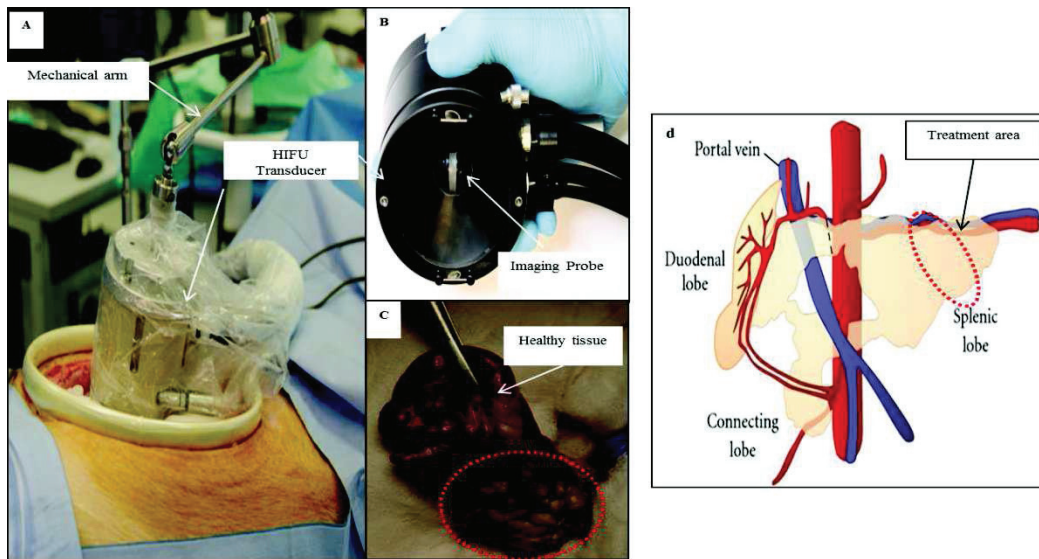 A
Mechanical arm
HIFU
Transducer
B
Imaging Probe
C
Healthy tissue
d
Treatment area
Portal vein
Duodenal
lobe
Splenic
lobe
Connecting
lobe